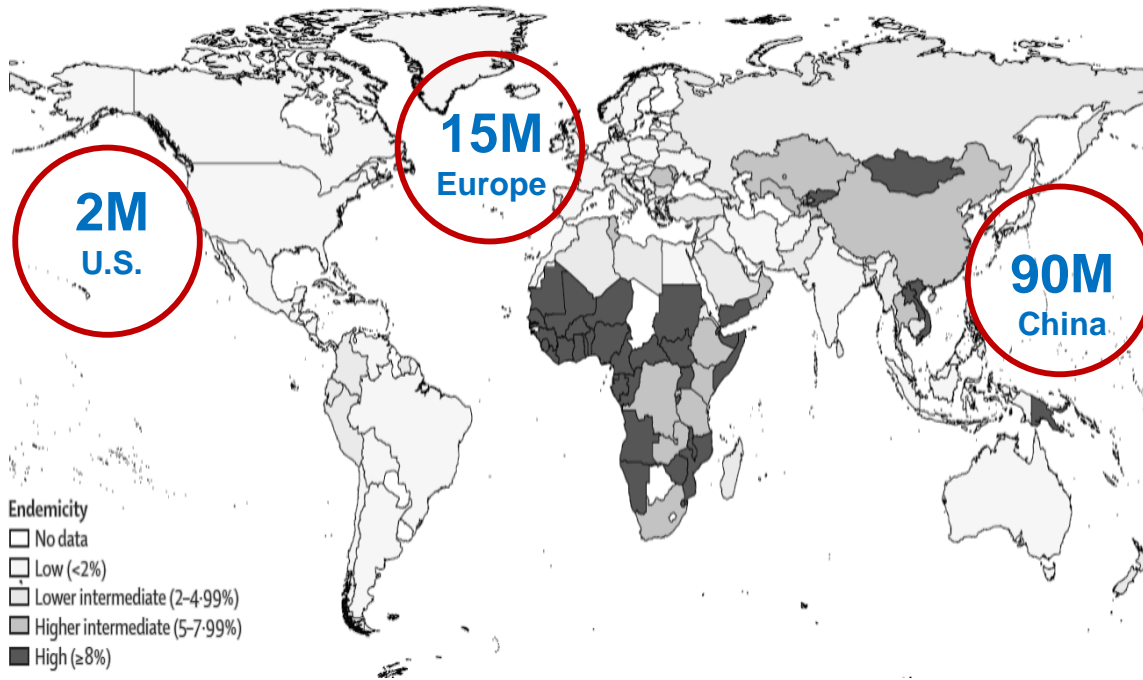 15M
Europe
2M
U.S.
90M
China
Endemicity
No data
Low (<2%)
Lower intermediate (2–4·99%)
Higher intermediate (5–7·99%)
High (≥8%)